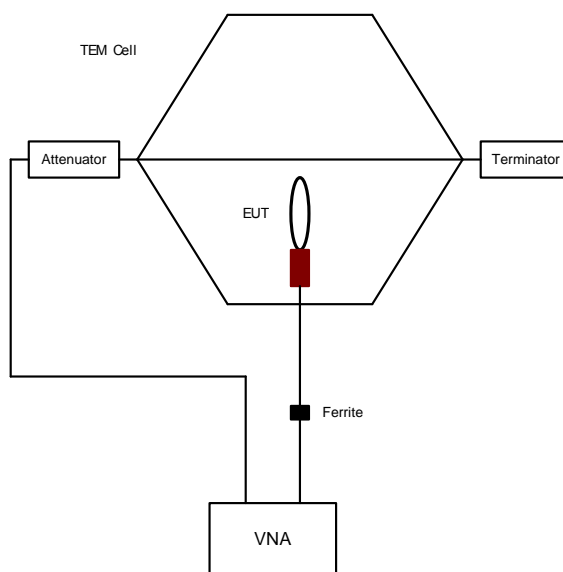 TEM Cell
Attenuator
Terminator
EUT
Ferrite
VNA